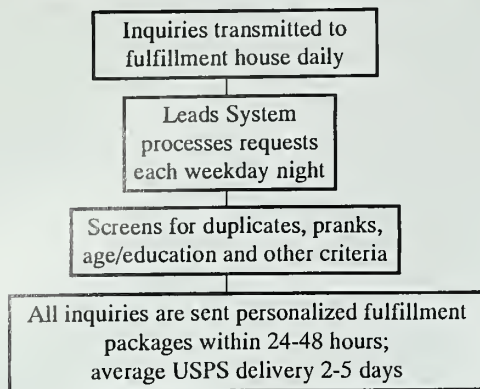 Inquiries transmitted to
fulfillment house daily
Leads System
processes requests
each weekday night
Screens for duplicates, pranks,
age/education and other criteria
All inquiries are sent personalized fulfillment
packages within 24-48 hours;
average USPS delivery 2-5 days